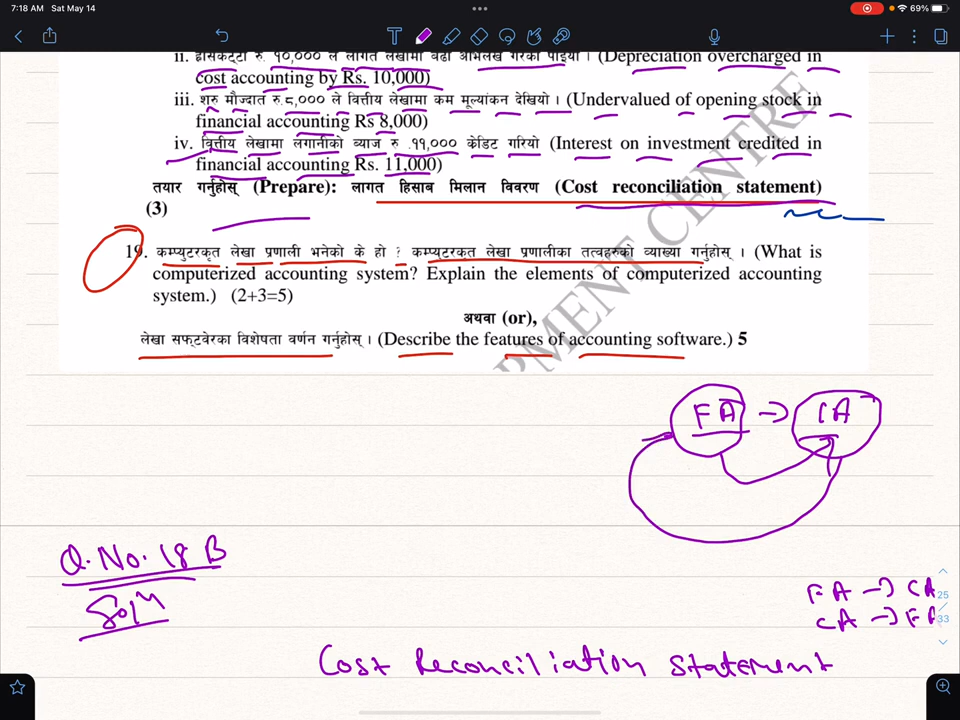 7:18 AM Sat May 14
69%
ii. ह्रासकट्टी रु. १०,००० ले लागत लेखामा बढी अभिलेख गरेको पाईयो । (Depreciation overcharged in
cost accounting by Rs. 10,000)
iii. शुरु मौज्दात रु.८,००० ले वित्तीय लेखामा कम मूल्यांकन देखियो । (Undervalued of opening stock in
financial accounting Rs 8,000)
iv. वित्तीय लेखामा लगानीको व्याज रु .११,००० क्रेडिट गरियो (Interest on investment credited in
financial accounting Rs. 11,000)
तयार गर्नुहोस् (Prepare): लागत हिसाब मिलान विवरण (Cost reconciliation statement)
(3)
19. कम्प्युटरकृत लेखा प्रणाली भनेको के हो ? कम्प्युटरकृत लेखा प्रणालीका तत्वहरुको व्याख्या गर्नुहोस् । (What is
computerized accounting system? Explain the elements of computerized accounting
system.) (2+3=5)
अथवा (or),
लेखा सफ्टवेरका विशेषता वर्णन गर्नुहोस् । (Describe the features of accounting software.) 5
PMENT CENTRE
FA → CA
Q. No. 18 B
Solⁿ
FA → CA
CA → FA
25
33
Cost Reconciliation Statement